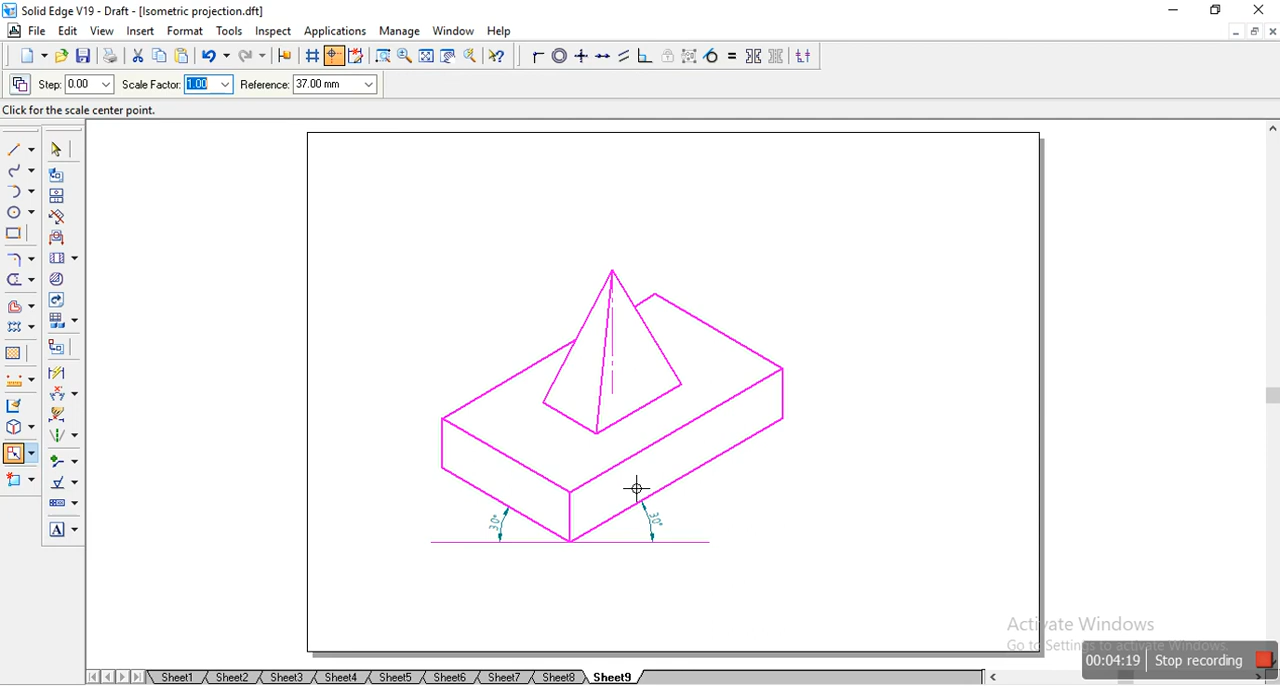 Solid Edge V19 - Draft - [Isometric projection.dft]
File Edit View Insert Format Tools Inspect Applications Manage Window Help
Step: 0.00 Scale Factor: 1.00 Reference: 37.00 mm
Click for the scale center point.
30°
30°
A
Activate Windows
Go to Settings to activate Windows.
00:04:19 Stop recording
Sheet1 Sheet2 Sheet3 Sheet4 Sheet5 Sheet6 Sheet7 Sheet8 Sheet9